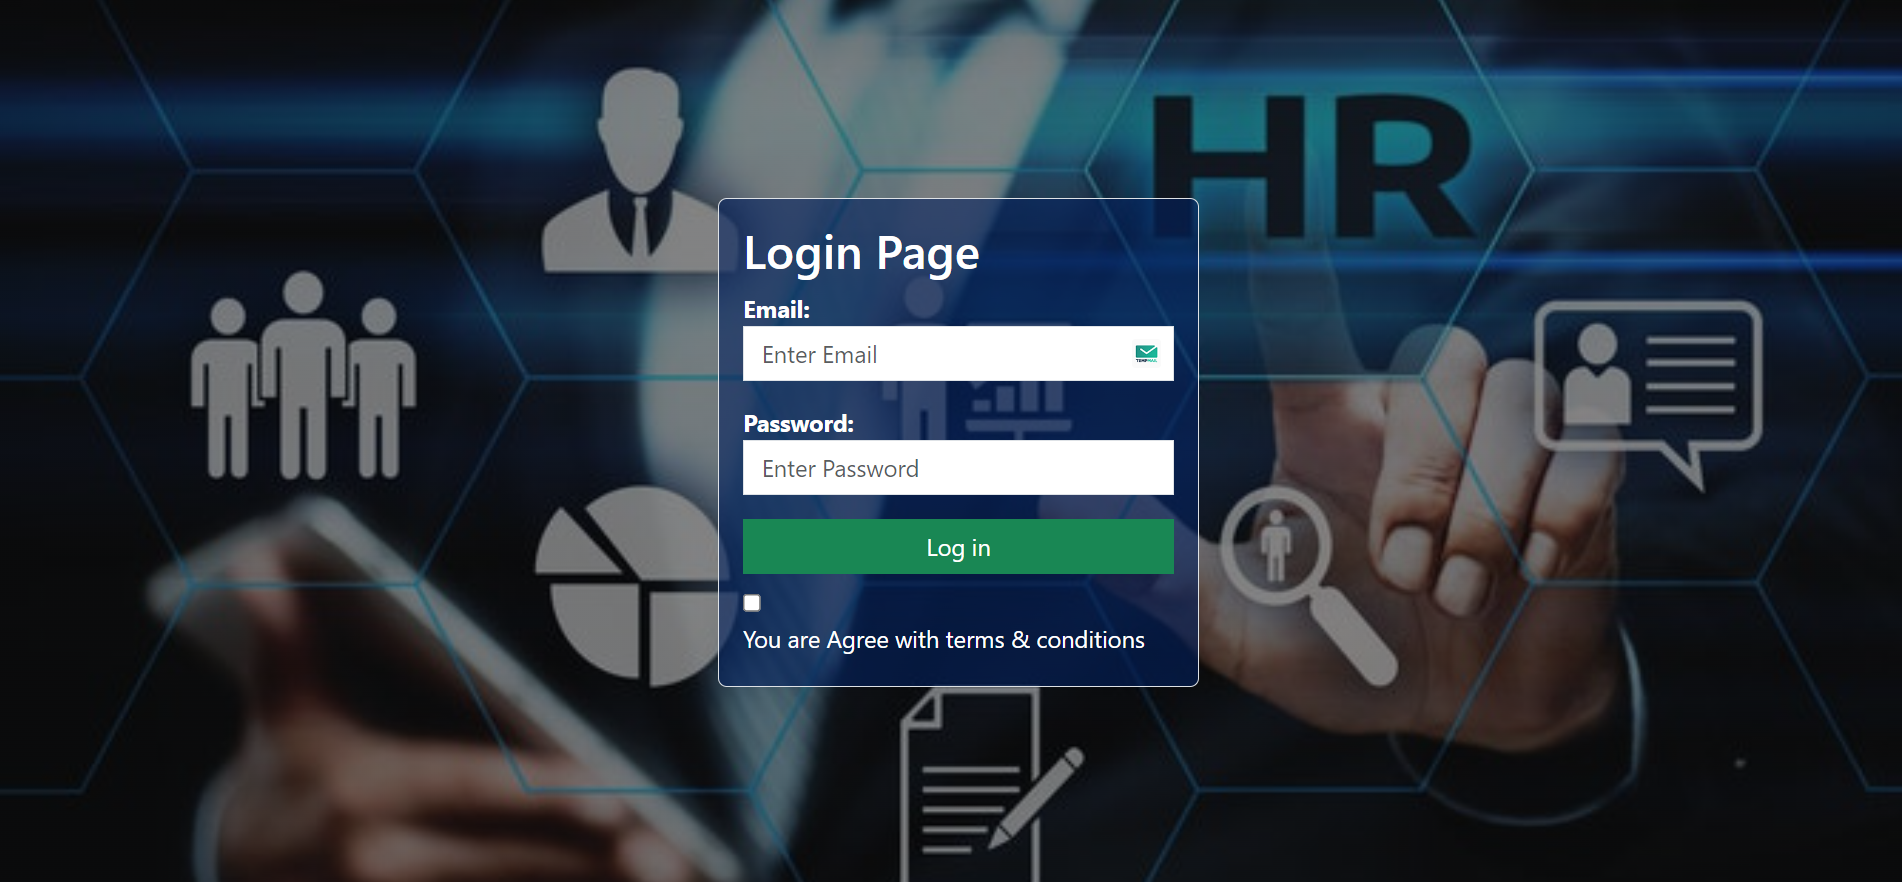 HR
Login Page
Email:
Enter Email
Password:
Enter Password
Log in
You are Agree with terms & conditions